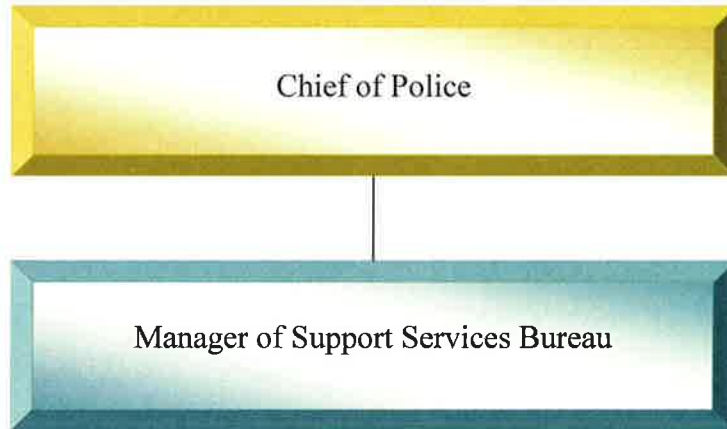 Chief of Police
Manager of Support Services Bureau